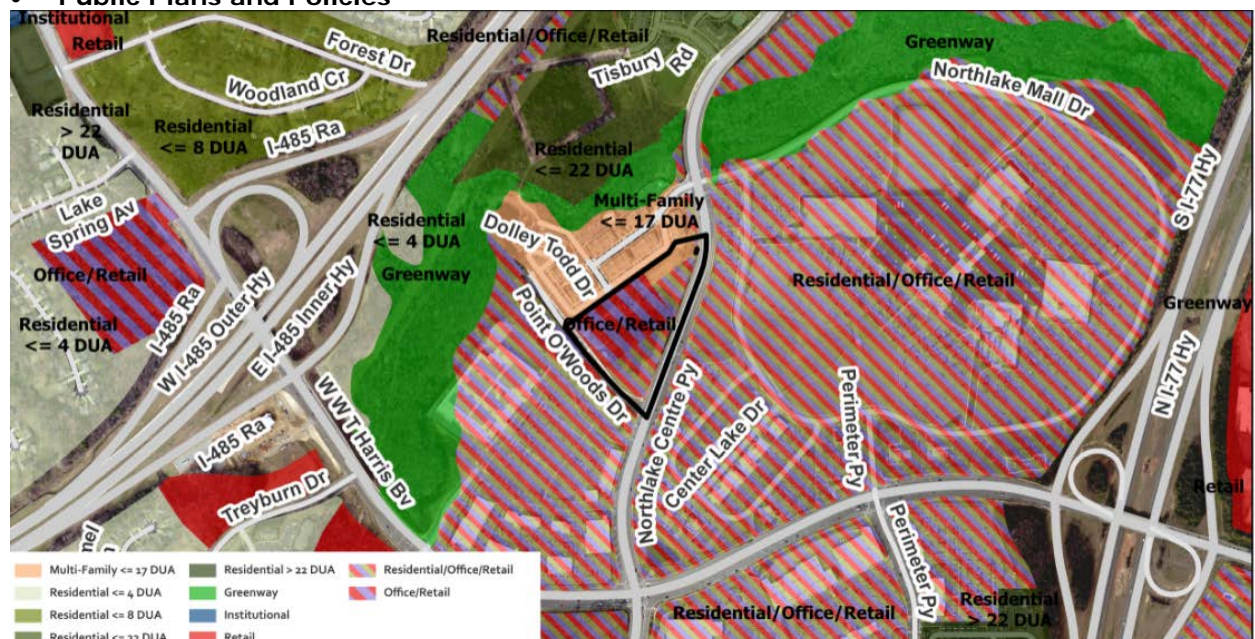 • Public Plans and Policies
Institutional
Retail
Forest Dr
Woodland Cr
Residential/Office/Retail
Tisbury Rd
Greenway
Northlake Mall Dr
Residential
> 22
DUA
Residential
<= 8 DUA
I-485 Ra
Residential
<= 22 DUA
S I-77 Hy
Lake
Spring Av
Multi-Family
<= 17 DUA
Residential
<= 4 DUA
Dolley Todd Dr
Office/Retail
Greenway
Residential/Office/Retail
Greenway
I-485 Ra
W I-485 Outer Hy
E I-485 Inner Hy
Point O'Woods Dr
Office/Retail
Residential
<= 4 DUA
N I-77 Hy
W W T Harris Bv
Northlake Centre Py
Center Lake Dr
Perimeter Py
I-485 Ra
Treyburn Dr
Retail
Perimeter Py
Residential/Office/Retail
Residential
> 22 DUA
Multi-Family <= 17 DUA
Residential <= 4 DUA
Residential <= 8 DUA
Residential <= 22 DUA
Residential > 22 DUA
Greenway
Institutional
Retail
Residential/Office/Retail
Office/Retail